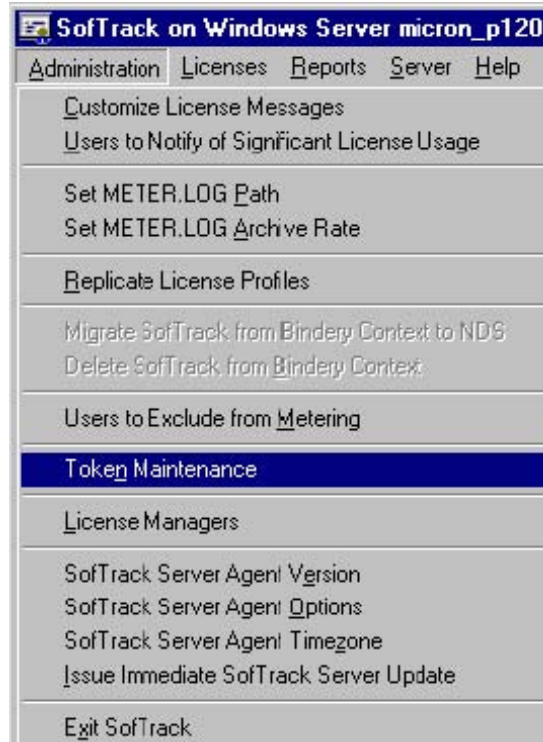 SofTrack on Windows Server micron_p120
Administration Licenses Reports Server Help
Customize License Messages
Users to Notify of Significant License Usage
Set METER.LOG Path
Set METER.LOG Archive Rate
Replicate License Profiles
Migrate SofTrack from Bindery Context to NDS
Delete SofTrack from Bindery Context
Users to Exclude from Metering
Token Maintenance
License Managers
SofTrack Server Agent Version
SofTrack Server Agent Options
SofTrack Server Agent Timezone
Issue Immediate SofTrack Server Update
Exit SofTrack